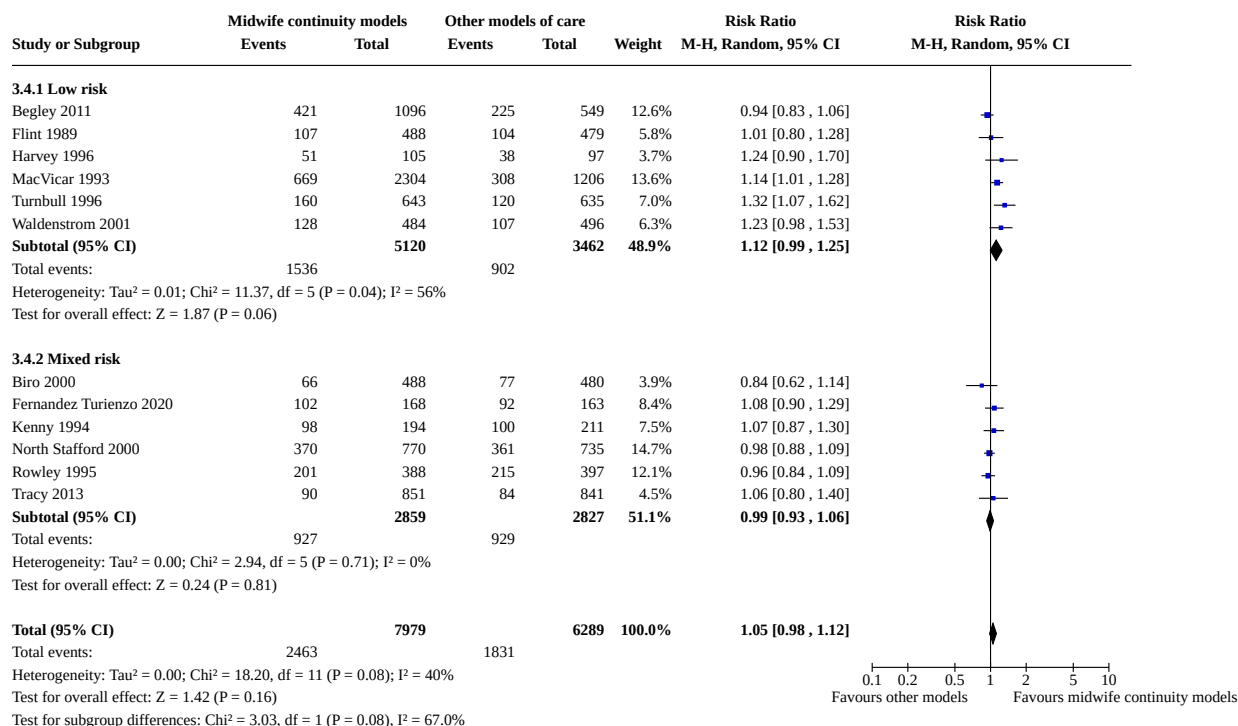 Midwife continuity models Other models of care Risk Ratio Risk Ratio
Study or Subgroup Events Total Events Total Weight M-H, Random, 95% CI M-H, Random, 95% CI
3.4.1 Low risk
Begley 2011 421 1096 225 549 12.6% 0.94 [0.83 , 1.06]
Flint 1989 107 488 104 479 5.8% 1.01 [0.80 , 1.28]
Harvey 1996 51 105 38 97 3.7% 1.24 [0.90 , 1.70]
MacVicar 1993 669 2304 308 1206 13.6% 1.14 [1.01 , 1.28]
Turnbull 1996 160 643 120 635 7.0% 1.32 [1.07 , 1.62]
Waldenstrom 2001 128 484 107 496 6.3% 1.23 [0.98 , 1.53]
Subtotal (95% CI) 5120 3462 48.9% 1.12 [0.99 , 1.25]
Total events: 1536 902
Heterogeneity: Tau² = 0.01; Chi² = 11.37, df = 5 (P = 0.04); I² = 56%
Test for overall effect: Z = 1.87 (P = 0.06)
3.4.2 Mixed risk
Biro 2000 66 488 77 480 3.9% 0.84 [0.62 , 1.14]
Fernandez Turienzo 2020 102 168 92 163 8.4% 1.08 [0.90 , 1.29]
Kenny 1994 98 194 100 211 7.5% 1.07 [0.87 , 1.30]
North Stafford 2000 370 770 361 735 14.7% 0.98 [0.88 , 1.09]
Rowley 1995 201 388 215 397 12.1% 0.96 [0.84 , 1.09]
Tracy 2013 90 851 84 841 4.5% 1.06 [0.80 , 1.40]
Subtotal (95% CI) 2859 2827 51.1% 0.99 [0.93 , 1.06]
Total events: 927 929
Heterogeneity: Tau² = 0.00; Chi² = 2.94, df = 5 (P = 0.71); I² = 0%
Test for overall effect: Z = 0.24 (P = 0.81)
Total (95% CI) 7979 6289 100.0% 1.05 [0.98 , 1.12]
Total events: 2463 1831
Heterogeneity: Tau² = 0.00; Chi² = 18.20, df = 11 (P = 0.08); I² = 40%
Test for overall effect: Z = 1.42 (P = 0.16)
Test for subgroup differences: Chi² = 3.03, df = 1 (P = 0.08), I² = 67.0%
0.1 0.2 0.5 1 2 5 10
Favours other models Favours midwife continuity models